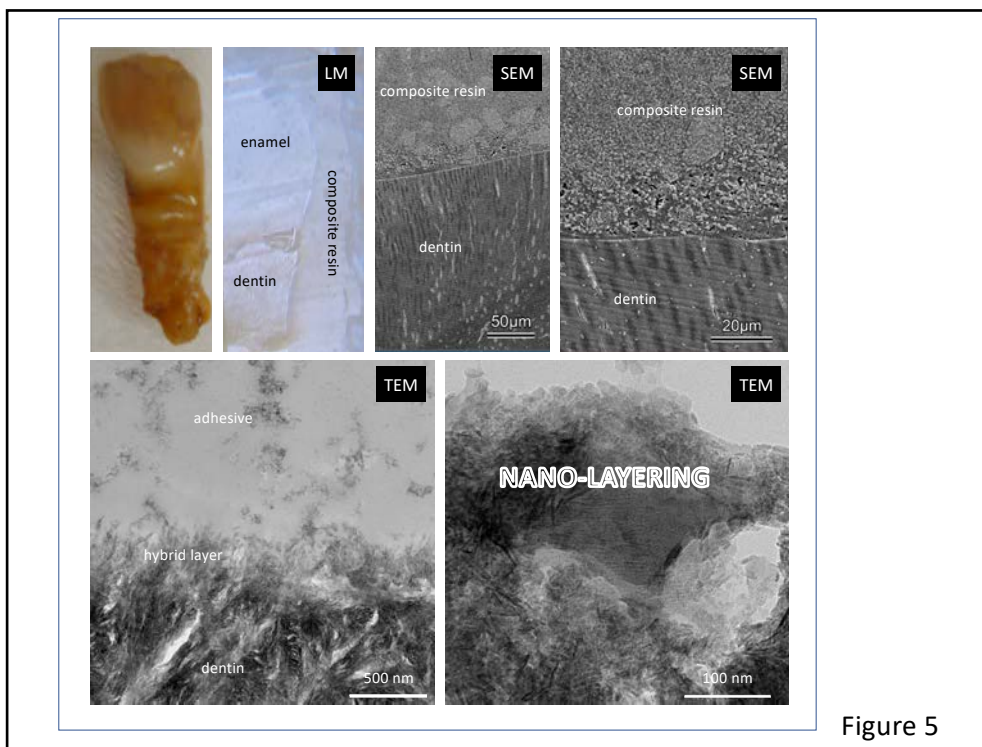 LM
SEM
SEM
enamel
composite resin
dentin
composite resin
dentin
50μm
composite resin
dentin
20μm
TEM
TEM
adhesive
hybrid layer
dentin
500 nm
NANO-LAYERING
100 nm
Figure 5